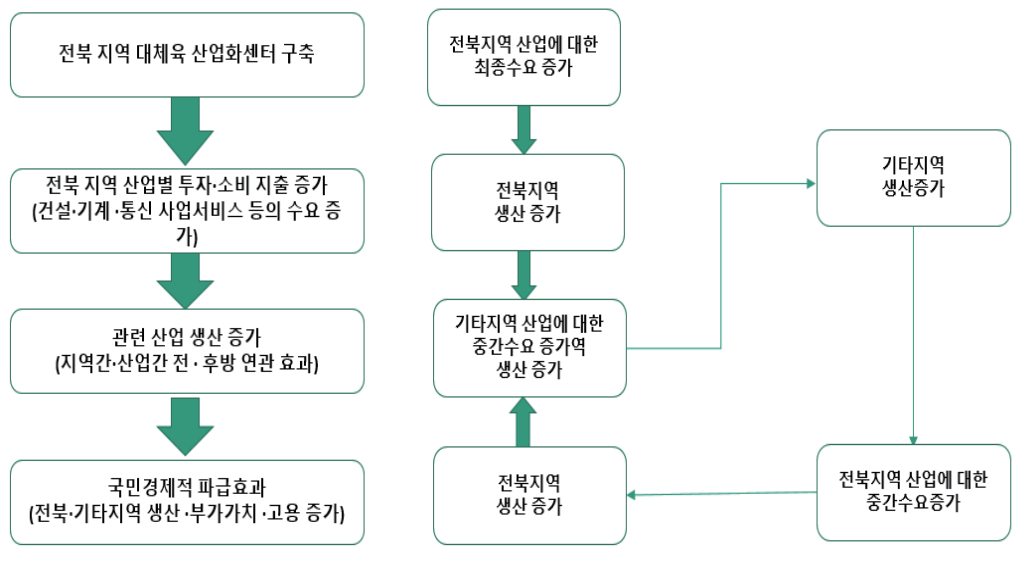 전북 지역 대체육 산업화센터 구축
전북 지역 산업별 투자·소비 지출 증가
(건설·기계 ·통신 사업서비스 등의 수요 증
가)
관련 산업 생산 증가
(지역간·산업간 전 · 후방 연관 효과)
국민경제적 파급효과
(전북·기타지역 생산 ·부가가치 ·고용 증가)
전북지역 산업에 대한
최종수요 증가
전북지역
생산 증가
기타지역 산업에 대한
중간수요 증가역
생산 증가
전북지역
생산 증가
기타지역
생산증가
전북지역 산업에 대한
중간수요증가